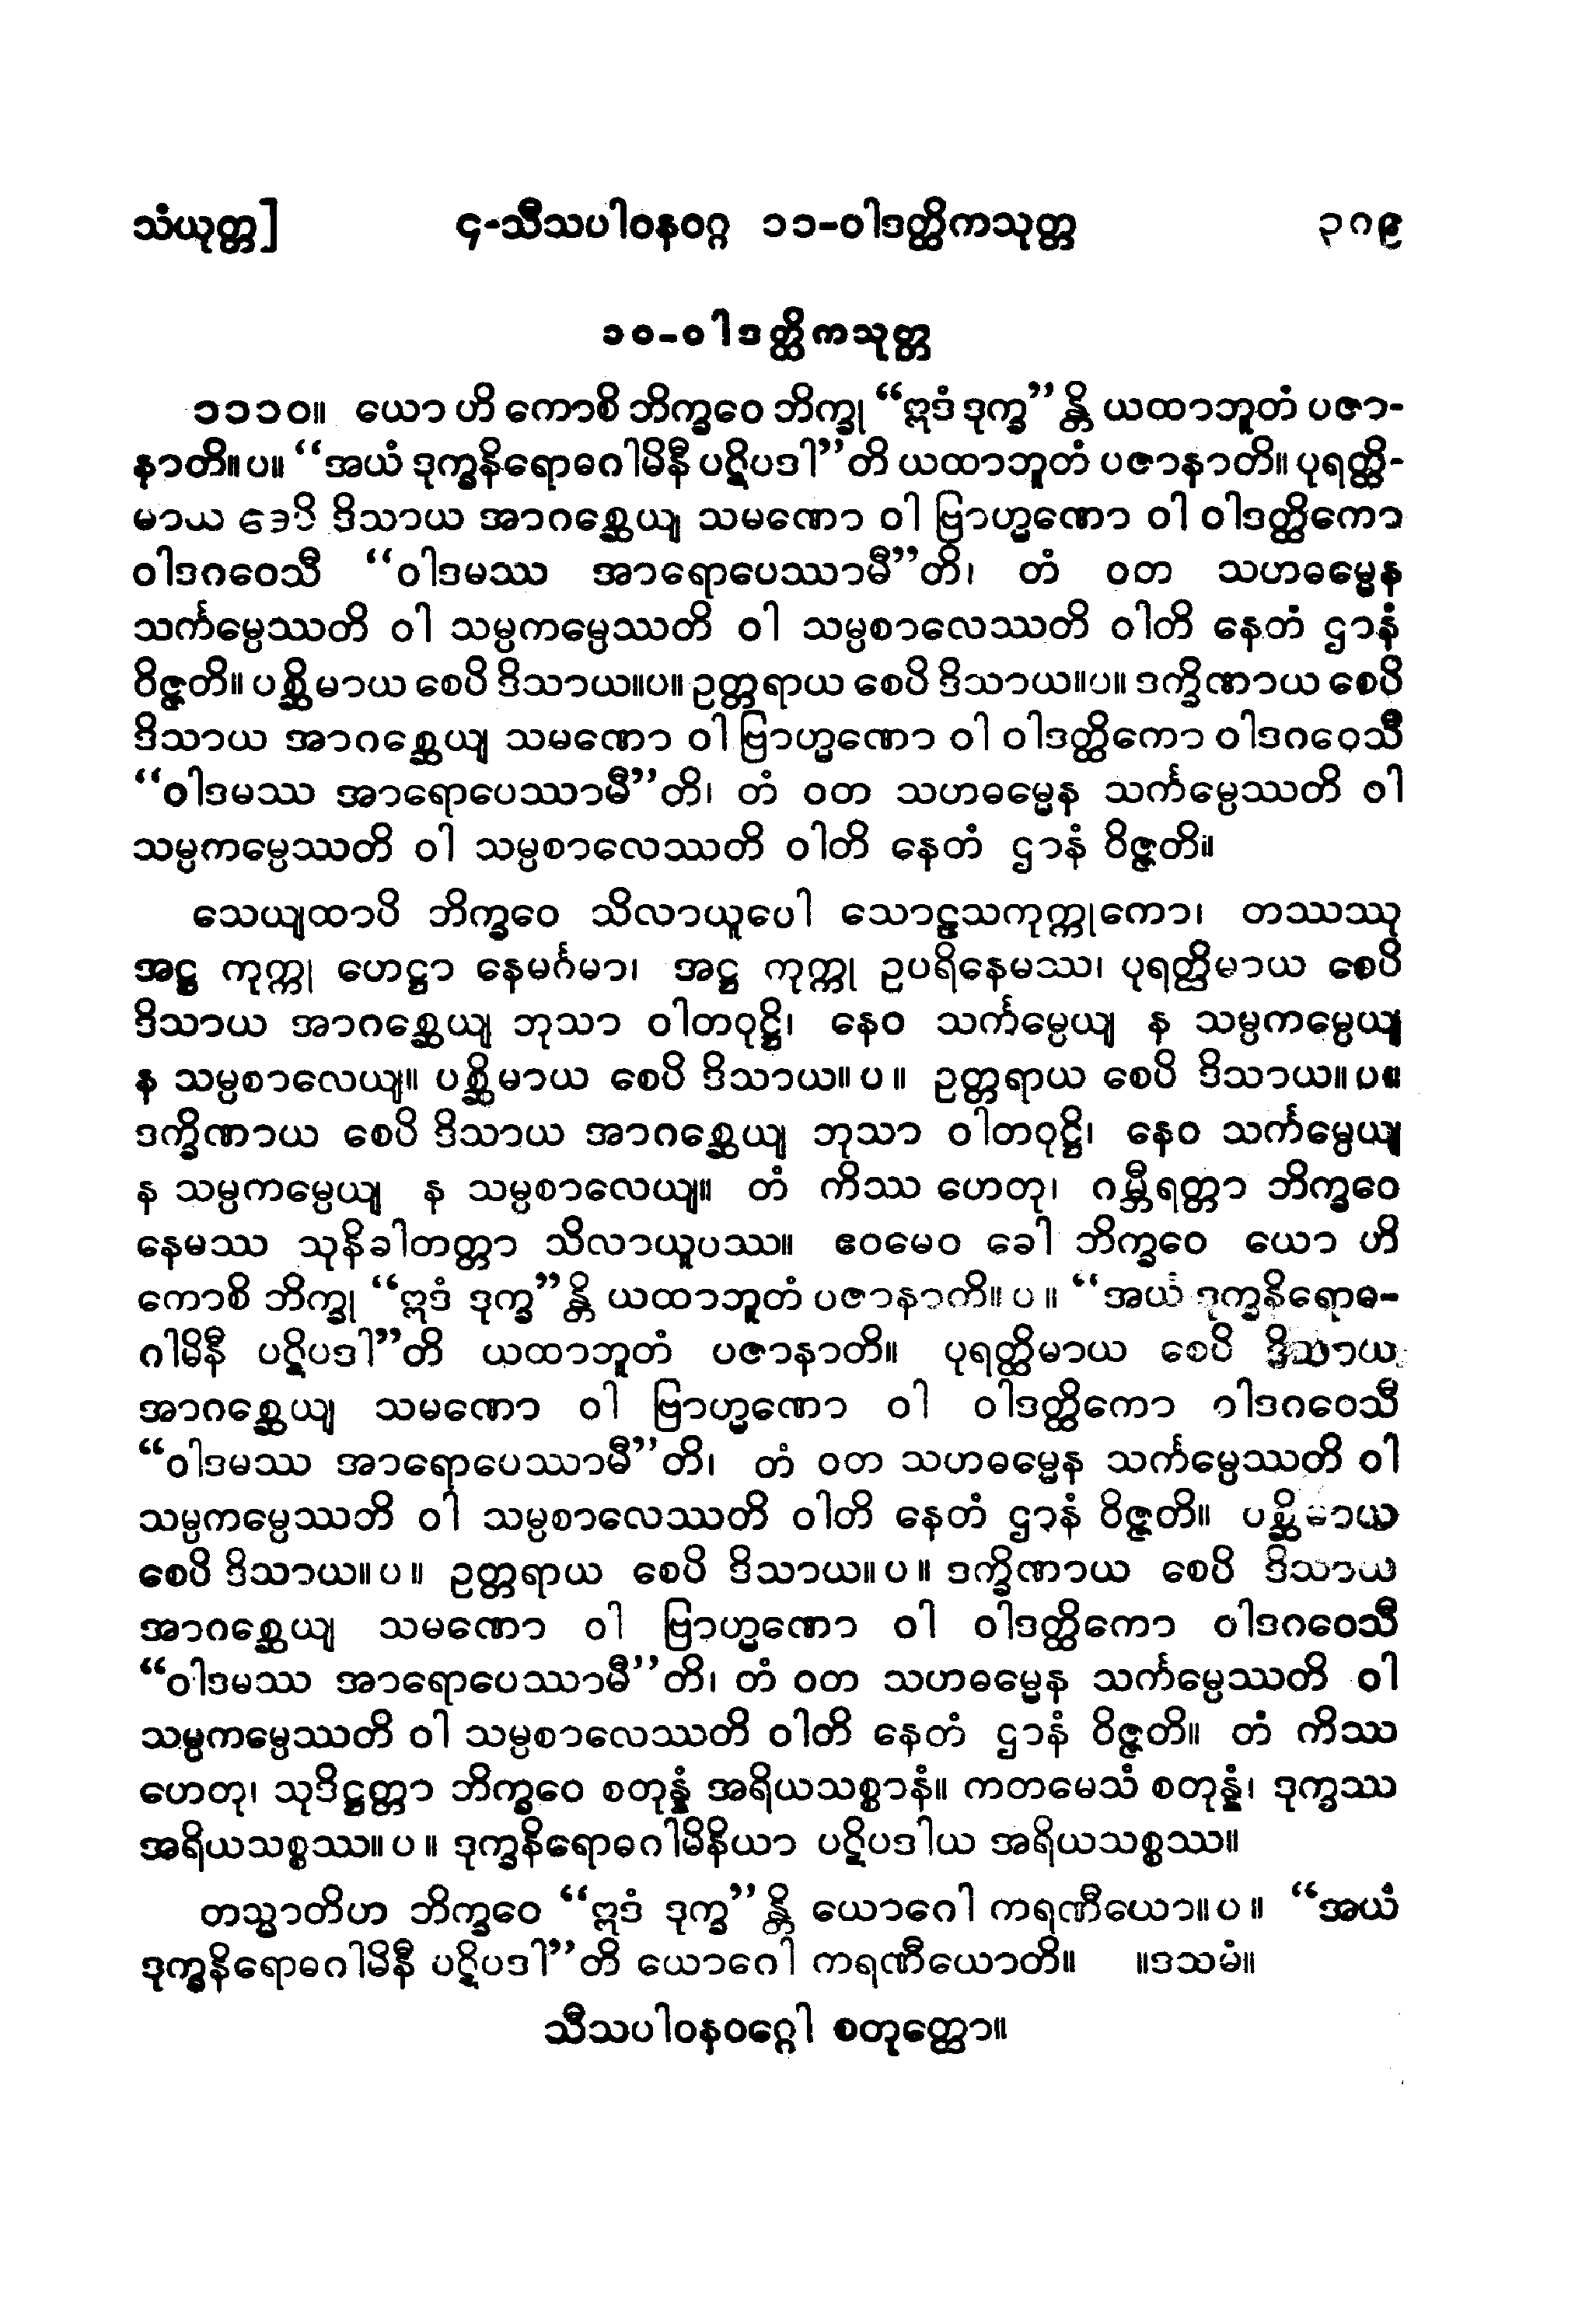 သံယုတ္တ] ၄-သီသပါဝနဝဂ္ဂ ၁၁-ဝါဒတ္ထိကသုတ္တ ၃၈၉
၁၀-ဝါဒတ္ထိကသုတ္တ
၁၁၁၀။ ယော ဟိ ကောစိ ဘိက္ခဝေ ဘိက္ခု “ဣဒံ ဒုက္ခ”န္တိ ယထာဘူတံ ပဇာ-
နာတိ။ပ။ “အယံ ဒုက္ခနိရောဓဂါမိနီ ပဋိပဒါ”တိ ယထာဘူတံ ပဇာနာတိ။ ပုရတ္ထိ-
မာယ စေပိ ဒိသာယ အာဂစ္ဆေယျ သမဏော ဝါ ဗြာဟ္မဏော ဝါ ဝါဒတ္ထိကော
ဝါဒဂဝေသီ “ဝါဒမဿ အာရောပေဿာမီ”တိ၊ တံ ဝတ သဟဓမ္မေန
သင်္ကမ္ပေဿတိ ဝါ သမ္ပကမ္ပေဿတိ ဝါ သမ္ပစာလေဿတိ ဝါတိ နေတံ ဌာနံ
ဝိဇ္ဇတိ။ ပစ္ဆိမာယ စေပိ ဒိသာယ။ပ။ ဥတ္တရာယ စေပိ ဒိသာယ။ပ။ ဒက္ခိဏာယ စေပိ
ဒိသာယ အာဂစ္ဆေယျ သမဏော ဝါ ဗြာဟ္မဏော ဝါ ဝါဒတ္ထိကော ဝါဒဂဝေသီ
“ဝါဒမဿ အာရောပေဿာမီ”တိ၊ တံ ဝတ သဟဓမ္မေန သင်္ကမ္ပေဿတိ ဝါ
သမ္ပကမ္ပေဿတိ ဝါ သမ္ပစာလေဿတိ ဝါတိ နေတံ ဌာနံ ဝိဇ္ဇတိ။
သေယျထာပိ ဘိက္ခဝေ သိလာယူပေါ သောဠသကုက္ကုကော၊ တဿဿု
အဋ္ဌ ကုက္ကု ဟေဋ္ဌာ နေမင်္ဂမာ၊ အဋ္ဌ ကုက္ကု ဥပရိနေမဿ၊ ပုရတ္ထိမာယ စေပိ
ဒိသာယ အာဂစ္ဆေယျ ဘုသာ ဝါတဝုဋ္ဌိ၊ နေဝ သင်္ကမ္ပေယျ န သမ္ပကမ္ပေယျ
န သမ္ပစာလေယျ။ ပစ္ဆိမာယ စေပိ ဒိသာယ။ပ။ ဥတ္တရာယ စေပိ ဒိသာယ။ပ။
ဒက္ခိဏာယ စေပိ ဒိသာယ အာဂစ္ဆေယျ ဘုသာ ဝါတဝုဋ္ဌိ၊ နေဝ သင်္ကမ္ပေယျ
န သမ္ပကမ္ပေယျ န သမ္ပစာလေယျ။ တံ ကိဿ ဟေတု၊ ဂမ္ဘီရတ္တာ ဘိက္ခဝေ
နေမဿ သုနိခါတတ္တာ သိလာယူပဿ။ ဧဝမေဝ ခေါ ဘိက္ခဝေ ယော ဟိ
ကောစိ ဘိက္ခု “ဣဒံ ဒုက္ခ”န္တိ ယထာဘူတံ ပဇာနာတိ။ပ။ “အယံ ဒုက္ခနိရောဓ-
ဂါမိနီ ပဋိပဒါ”တိ ယထာဘူတံ ပဇာနာတိ။ ပုရတ္ထိမာယ စေပိ ဒိသာယ
အာဂစ္ဆေယျ သမဏော ဝါ ဗြာဟ္မဏော ဝါ ဝါဒတ္ထိကော ဝါဒဂဝေသီ
“ဝါဒမဿ အာရောပေဿာမီ”တိ၊ တံ ဝတ သဟဓမ္မေန သင်္ကမ္ပေဿတိ ဝါ
သမ္ပကမ္ပေဿတိ ဝါ သမ္ပစာလေဿတိ ဝါတိ နေတံ ဌာနံ ဝိဇ္ဇတိ။ ပစ္ဆိမာယ
စေပိ ဒိသာယ။ပ။ ဥတ္တရာယ စေပိ ဒိသာယ။ပ။ ဒက္ခိဏာယ စေပိ ဒိသာယ
အာဂစ္ဆေယျ သမဏော ဝါ ဗြာဟ္မဏော ဝါ ဝါဒတ္ထိကော ဝါဒဂဝေသီ
“ဝါဒမဿ အာရောပေဿာမီ”တိ၊ တံ ဝတ သဟဓမ္မေန သင်္ကမ္ပေဿတိ ဝါ
သမ္ပကမ္ပေဿတိ ဝါ သမ္ပစာလေဿတိ ဝါတိ နေတံ ဌာနံ ဝိဇ္ဇတိ။ တံ ကိဿ
ဟေတု၊ သုဒိဋ္ဌတ္တာ ဘိက္ခဝေ စတုန္နံ အရိယသစ္စာနံ။ ကတမေသံ စတုန္နံ၊ ဒုက္ခဿ
အရိယသစ္စဿ။ပ။ ဒုက္ခနိရောဓဂါမိနိယာ ပဋိပဒါယ အရိယသစ္စဿ။
တသ္မာတိဟ ဘိက္ခဝေ “ဣဒံ ဒုက္ခ”န္တိ ယောဂေါ ကရဏီယော။ပ။ “အယံ
ဒုက္ခနိရောဓဂါမိနီ ပဋိပဒါ”တိ ယောဂေါ ကရဏီယောတိ။ ။ဒသမံ။
သီသပါဝနဝဂ္ဂေါ စတုတ္ထော။